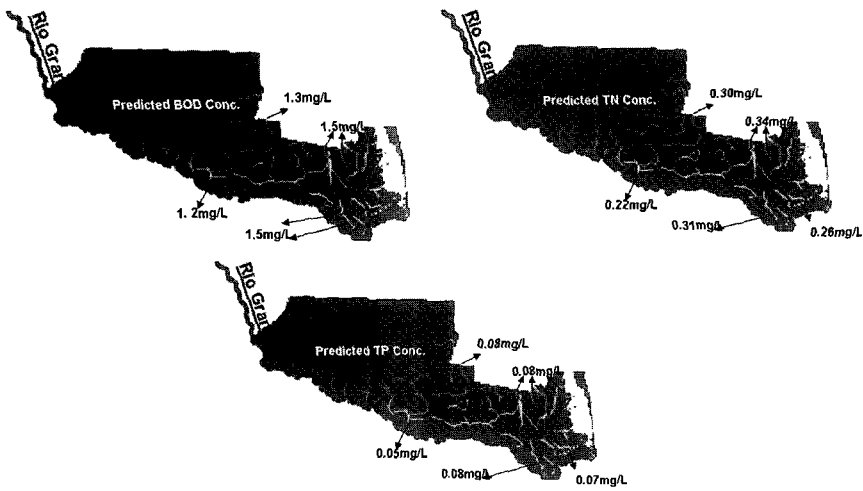 Rio Gran
Predicted BOD Conc.
1.3mg/L
1.5mg/L
1.2mg/L
1.5mg/L
Rio Gran
Predicted TN Conc.
0.30mg/L
0.34mg/L
0.22mg/L
0.31mg/L
0.26mg/L
Rio Gran
Predicted TP Conc.
0.08mg/L
0.08mg/L
0.05mg/L
0.08mg/L
0.07mg/L